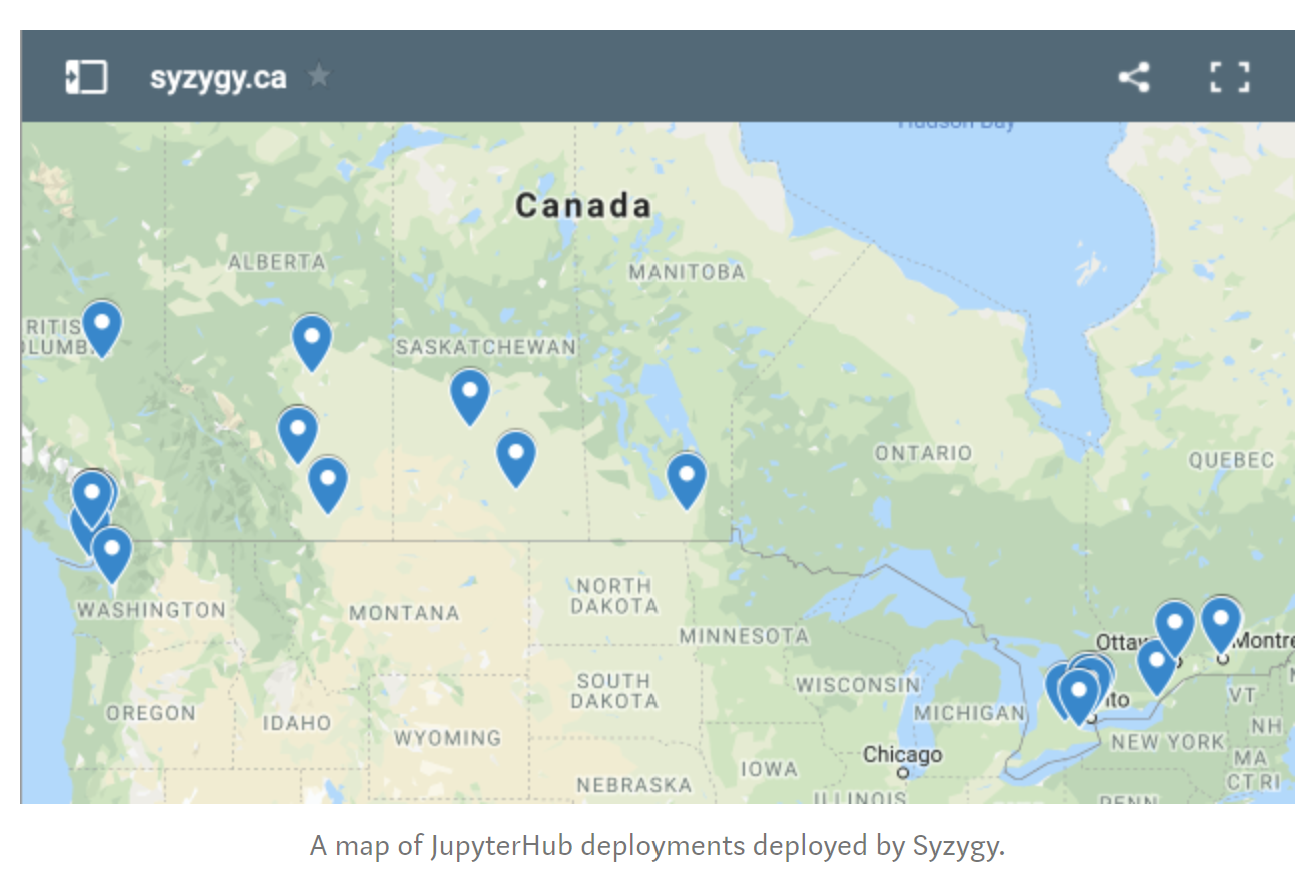 syzygy.ca
Hudson Bay
Canada
ALBERTA
MANITOBA
RITIS
OLUMB
SASKATCHEWAN
ONTARIO
QUEBEC
NORTH
DAKOTA
WASHINGTON
MONTANA
MINNESOTA
Ottaw
Montre
SOUTH
DAKOTA
WISCONSIN
MICHIGAN
nto
VT
OREGON
IDAHO
WYOMING
NEW YORK
NH
Chicago
MA
IOWA
CT RI
NEBRASKA
ILLINOIS
PENN
A map of JupyterHub deployments deployed by Syzygy.